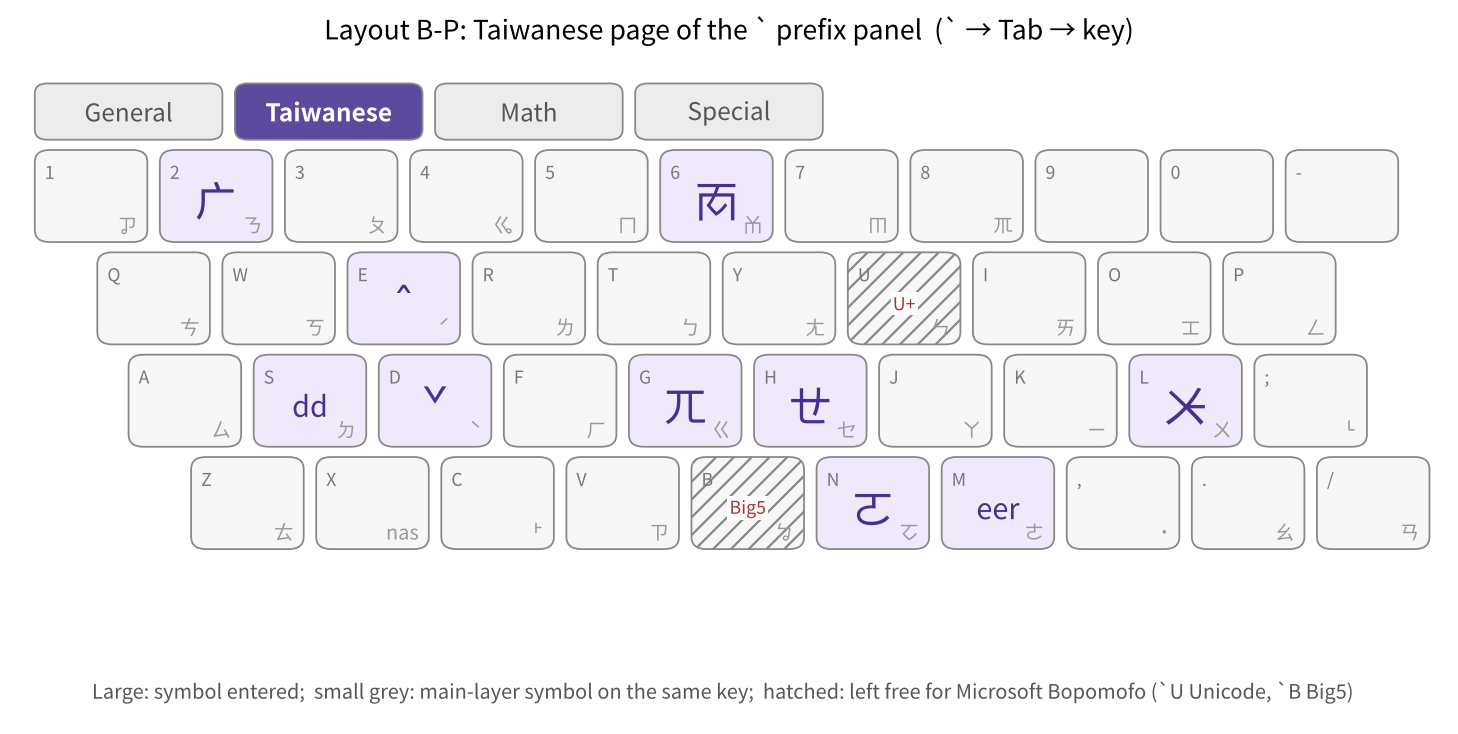 Layout B-P: Taiwanese page of the ` prefix panel (` → Tab → key)
General Taiwanese Math Special
1 2 3 4 5 6 7 8 9 0 -
广
ㄋ ㄆ ㆣ ㄇ
Q W E R T Y U I O P
^ U+
ㄘ ㄎ ˊ ㄌ ㄅ ㄤ ㄞ ㄥ
A S D F G H J K L ;
dd ˇ
ㄙ ㄉ ˋ ㄏ ㄍ ㄝ ㄚ ㄧ ㄨ
Z X C V B N M , . /
Big5 eer
ㄊ nas ㄗ ㆠ ㄜ ㄜ ˙ ㄠ ㄢ
Large: symbol entered; small grey: main-layer symbol on the same key; hatched: left free for Microsoft Bopomofo (`U Unicode, `B Big5)